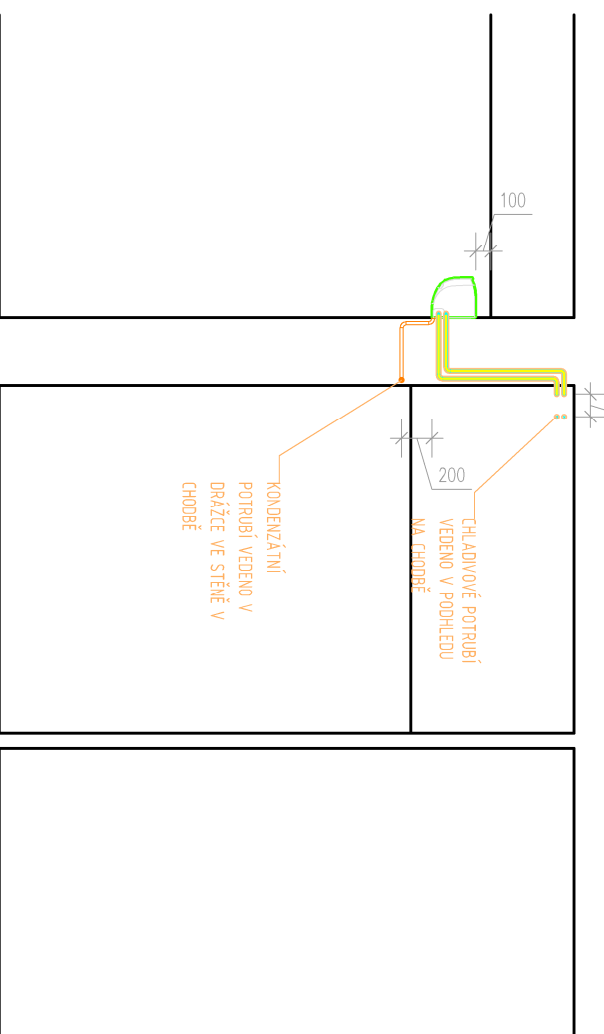 100
200
CHLADIVOVÉ POTRUBÍ
VEDENO V PODHLEDU
NA CHODBĚ
KONDENZÁTNÍ
POTRUBÍ VEDENO V
DRÁŽCE VE STĚNĚ V
CHODBĚ